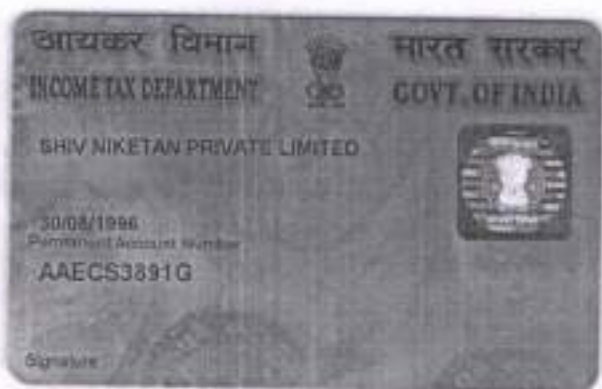 आयकर विभाग
INCOME TAX DEPARTMENT
भारत सरकार
GOVT. OF INDIA
SHIV NIKETAN PRIVATE LIMITED
30/08/1996
Permanent Account Number
AAECS3891G
Signature